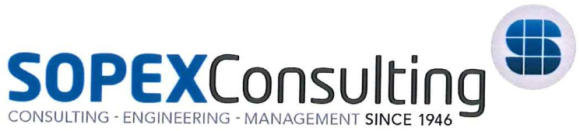 SOPEXConsulting
CONSULTING - ENGINEERING - MANAGEMENT SINCE 1946